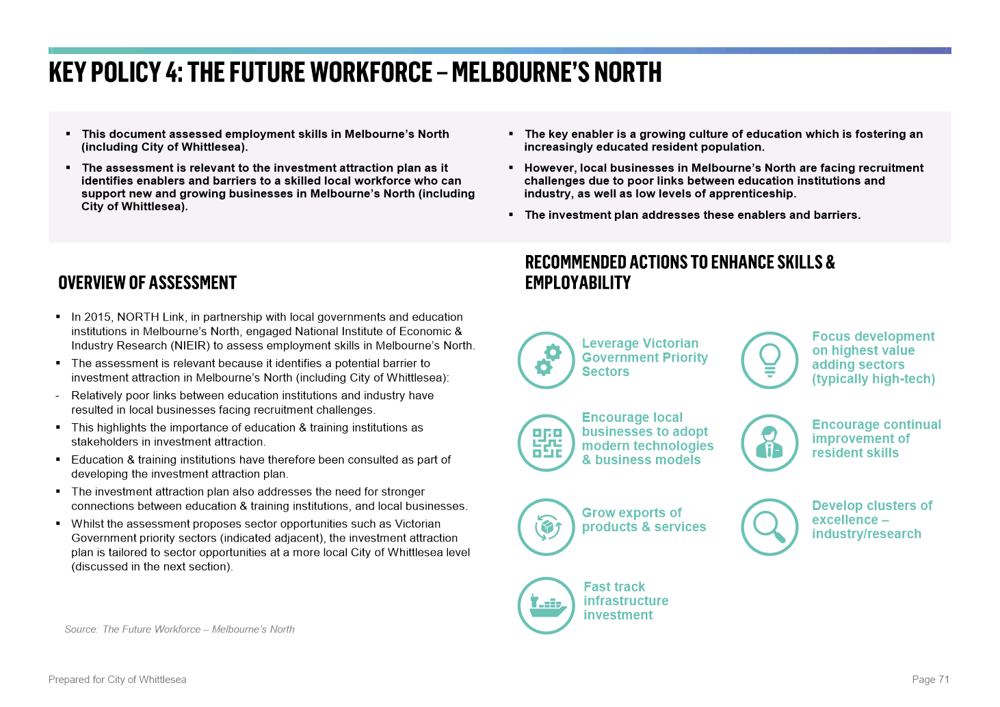 KEY POLICY 4: THE FUTURE WORKFORCE – MELBOURNE'S NORTH
▪ This document assessed employment skills in Melbourne's North
(including City of Whittlesea).
▪ The assessment is relevant to the investment attraction plan as it
identifies enablers and barriers to a skilled local workforce who can
support new and growing businesses in Melbourne's North (including
City of Whittlesea).
▪ The key enabler is a growing culture of education which is fostering an
increasingly educated resident population.
▪ However, local businesses in Melbourne's North are facing recruitment
challenges due to poor links between education institutions and
industry, as well as low levels of apprenticeship.
▪ The investment plan addresses these enablers and barriers.
OVERVIEW OF ASSESSMENT
▪ In 2015, NORTH Link, in partnership with local governments and education
institutions in Melbourne's North, engaged National Institute of Economic &
Industry Research (NIEIR) to assess employment skills in Melbourne's North.
▪ The assessment is relevant because it identifies a potential barrier to
investment attraction in Melbourne's North (including City of Whittlesea):
- Relatively poor links between education institutions and industry have
resulted in local businesses facing recruitment challenges.
▪ This highlights the importance of education & training institutions as
stakeholders in investment attraction.
▪ Education & training institutions have therefore been consulted as part of
developing the investment attraction plan.
▪ The investment attraction plan also addresses the need for stronger
connections between education & training institutions, and local businesses.
▪ Whilst the assessment proposes sector opportunities such as Victorian
Government priority sectors (indicated adjacent), the investment attraction
plan is tailored to sector opportunities at a more local City of Whittlesea level
(discussed in the next section).
Source: The Future Workforce – Melbourne's North
RECOMMENDED ACTIONS TO ENHANCE SKILLS &
EMPLOYABILITY
Leverage Victorian
Government Priority
Sectors
Focus development
on highest value
adding sectors
(typically high-tech)
Encourage local
businesses to adopt
modern technologies
& business models
Encourage continual
improvement of
resident skills
Grow exports of
products & services
Develop clusters of
excellence –
industry/research
Fast track
infrastructure
investment
Prepared for City of Whittlesea
Page 71